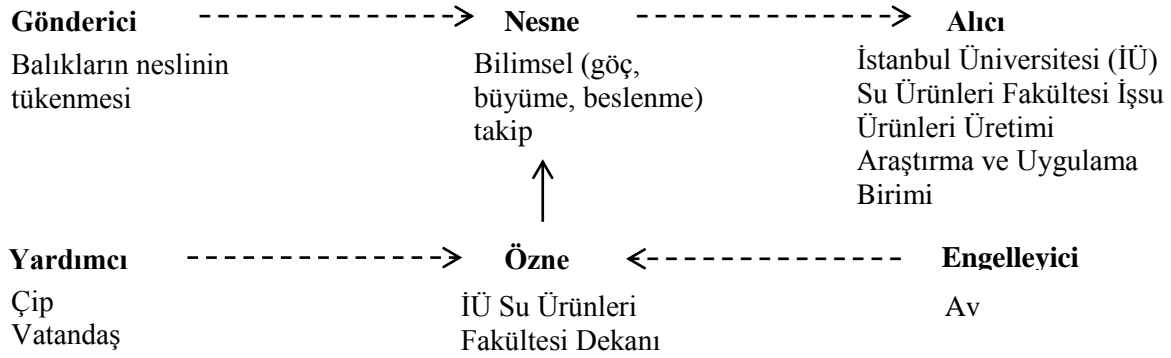 Gönderici
Nesne
Alıcı
Balıkların neslinin
tükenmesi
Bilimsel (göç,
büyüme, beslenme)
takip
İstanbul Üniversitesi (İÜ)
Su Ürünleri Fakültesi İşsu
Ürünleri Üretimi
Araştırma ve Uygulama
Birimi
Yardımcı
Özne
Engelleyici
Çip
Vatandaş
İÜ Su Ürünleri
Fakültesi Dekanı
Av